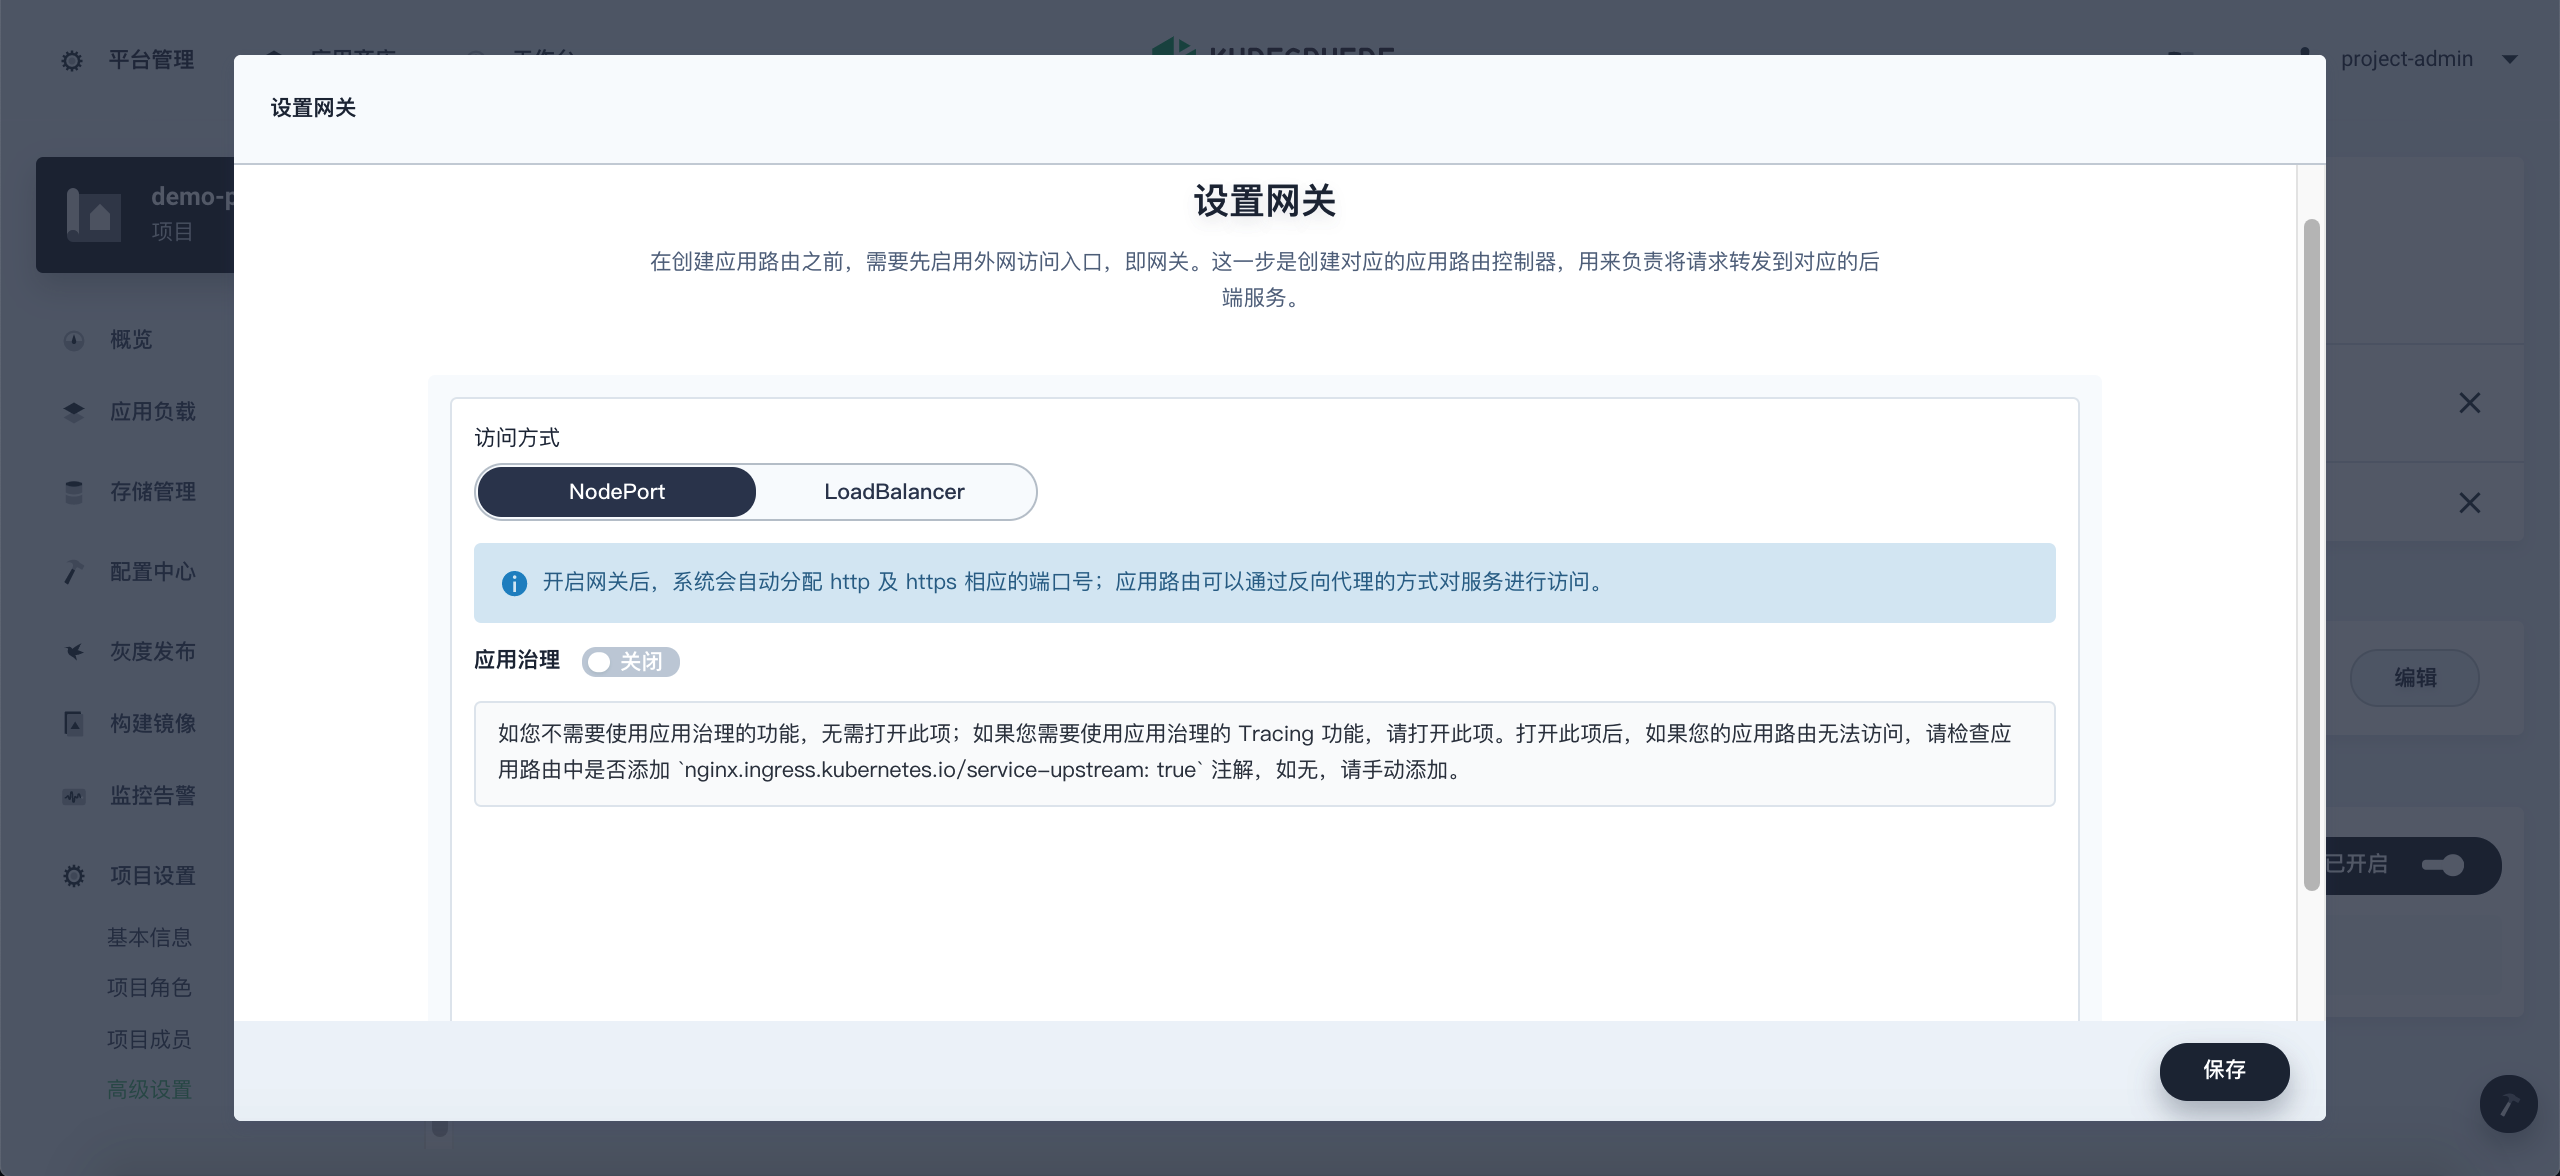 平台管理
project-admin
设置网关
demo-p
项目
概览
应用负载
存储管理
配置中心
灰度发布
构建镜像
监控告警
项目设置
基本信息
项目角色
项目成员
高级设置
设置网关
在创建应用路由之前，需要先启用外网访问入口，即网关。这一步是创建对应的应用路由控制器，用来负责将请求转发到对应的后
端服务。
访问方式
NodePort LoadBalancer
开启网关后，系统会自动分配 http 及 https 相应的端口号；应用路由可以通过反向代理的方式对服务进行访问。
应用治理 关闭
如您不需要使用应用治理的功能，无需打开此项；如果您需要使用应用治理的 Tracing 功能，请打开此项。打开此项后，如果您的应用路由无法访问，请检查应
用路由中是否添加 `nginx.ingress.kubernetes.io/service-upstream: true` 注解，如无，请手动添加。
编辑
已开启
保存